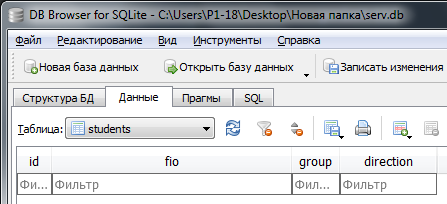 DB Browser for SQLite - C:\Users\P1-18\Desktop\Новая папка\serv.db
Файл Редактирование Вид Инструменты Справка
Новая база данных Открыть базу данных Записать изменения
Структура БД Данные Прагмы SQL
Таблица: students
id fio group direction
Фи... Фильтр Фил... Фильтр